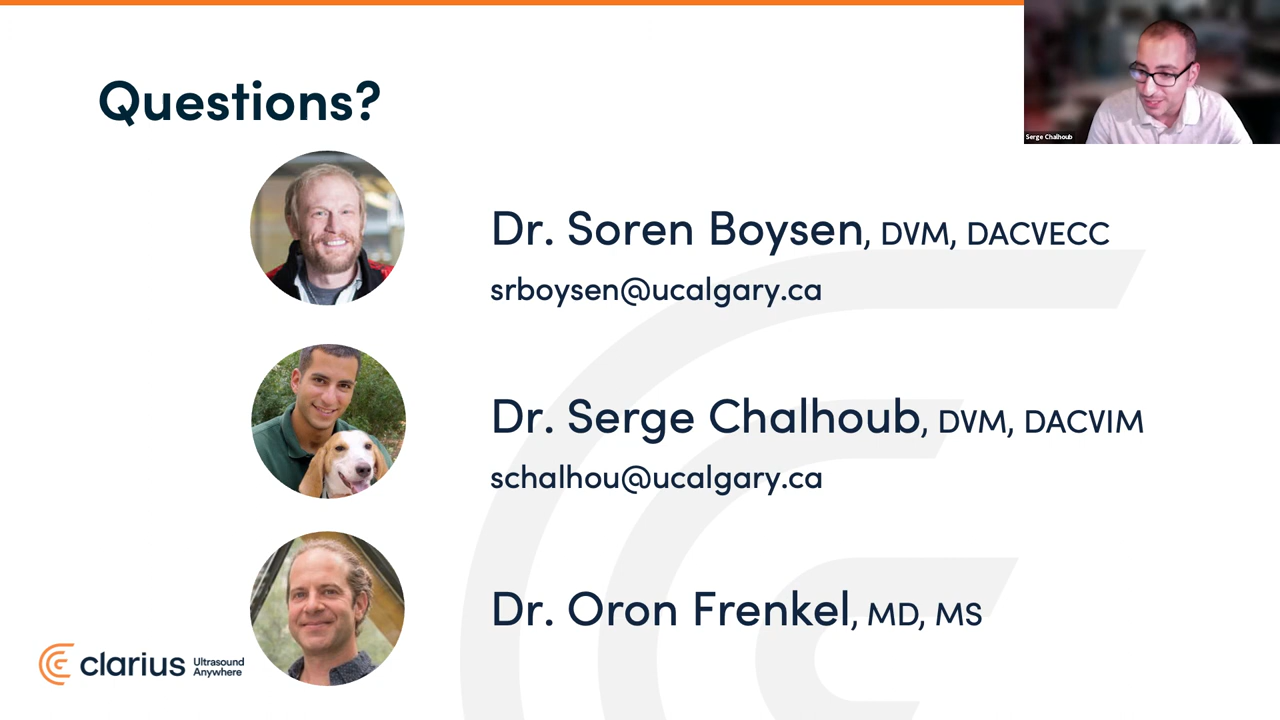 Questions?
Serge Chalhoub
Dr. Soren Boysen, DVM, DACVECC
srboysen@ucalgary.ca
Dr. Serge Chalhoub, DVM, DACVIM
schalhou@ucalgary.ca
Dr. Oron Frenkel, MD, MS
clarius Ultrasound
Anywhere